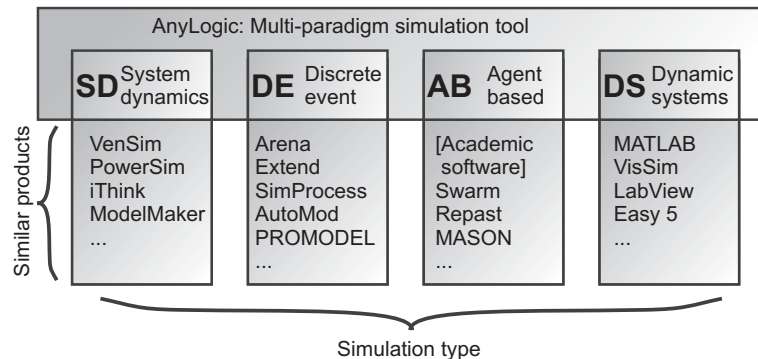 AnyLogic: Multi-paradigm simulation tool
SD System dynamics
DE Discrete event
AB Agent based
DS Dynamic systems
Similar products
VenSim
PowerSim
iThink
ModelMaker
...
Arena
Extend
SimProcess
AutoMod
PROMODEL
...
[Academic
software]
Swarm
Repast
MASON
...
MATLAB
VisSim
LabView
Easy 5
...
Simulation type